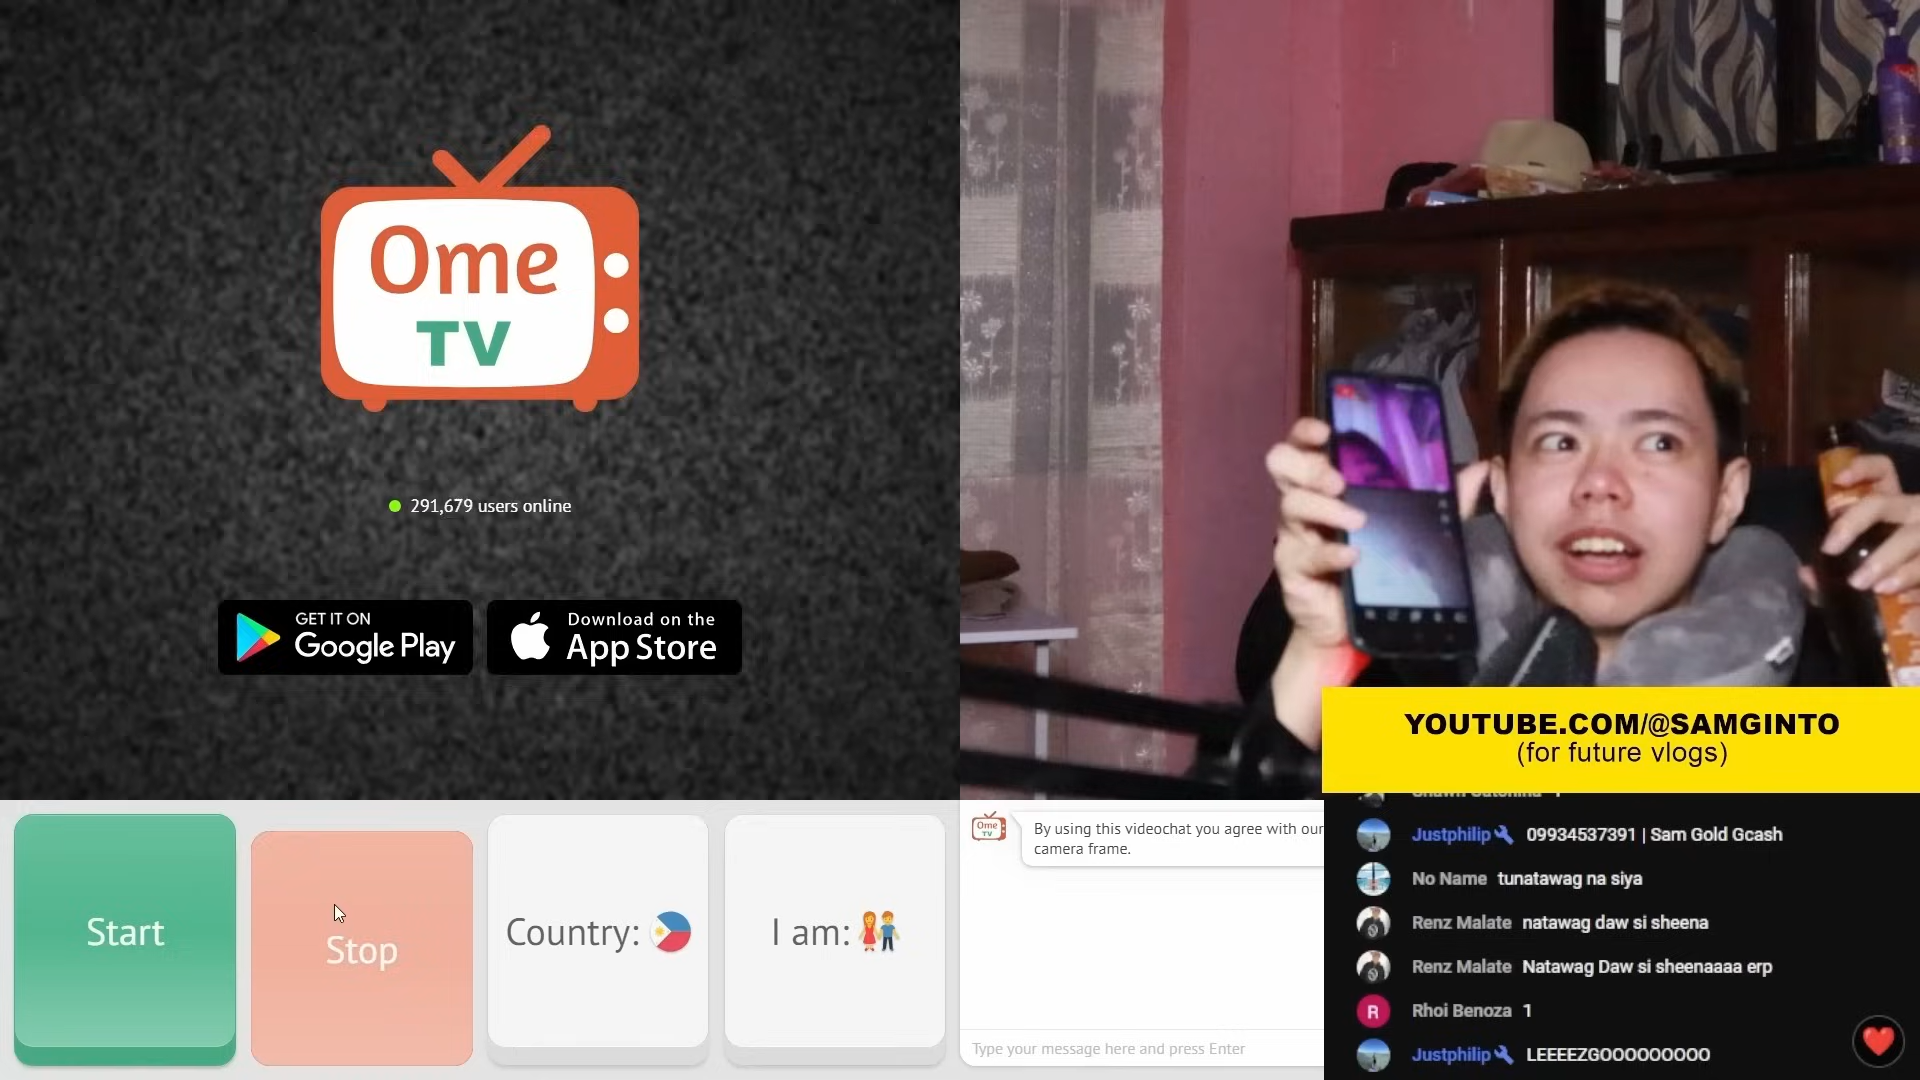 Ome
TV
291,679 users online
GET IT ON
Google Play
Download on the
App Store
Start
Stop
Country:
I am:
Ome
TV
By using this videochat you agree with our
camera frame.
Type your message here and press Enter
YOUTUBE.COM/@SAMGINTO
(for future vlogs)
Justphilip 09934537391 | Sam Gold Gcash
No Name tunatawag na siya
Renz Malate natawag daw si sheena
Renz Malate Natawag Daw si sheenaaaa erp
R Rhoi Benoza 1
Justphilip LEEEEZGOOOOOOOOO